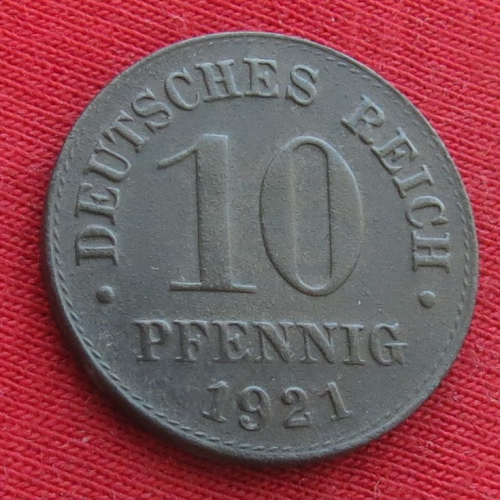 DEUTSCHES REICH
10
PFENNIG
1921